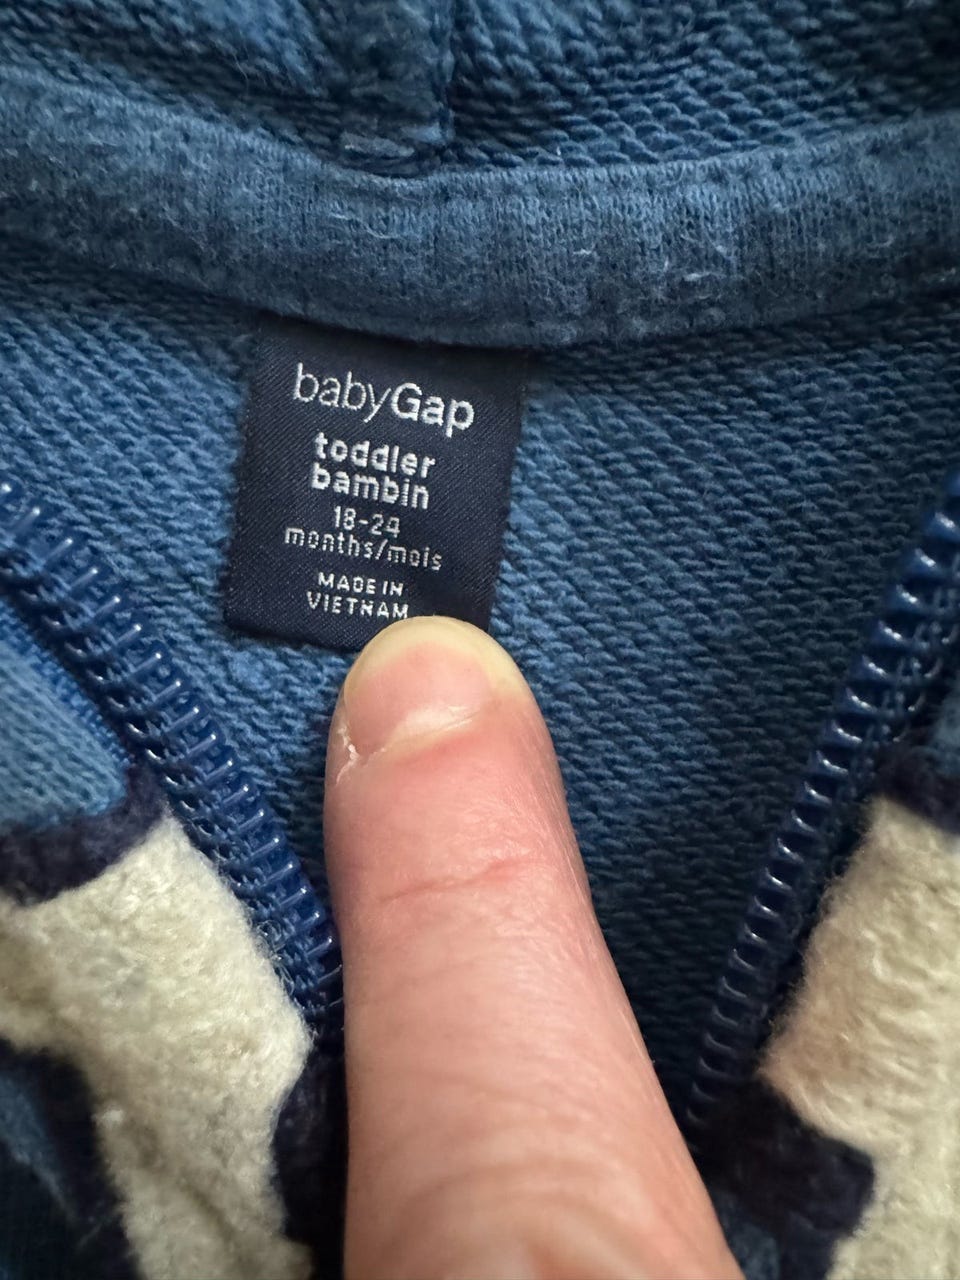 babyGap
toddler
bambin
18-24
months/mois
MADE IN
VIETNAM